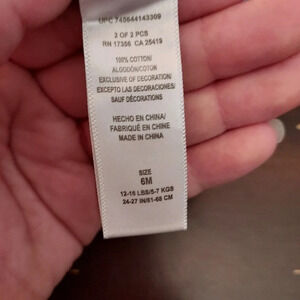 UPC 740644143309
2 OF 2 PCS
RN 17356 CA 25419
100% COTTON/
ALGODÓN/COTON
EXCLUSIVE OF DECORATION/
EXCEPTO LAS DECORACIONES/
SAUF DÉCORATIONS
HECHO EN CHINA/
FABRIQUÉ EN CHINE
MADE IN CHINA
SIZE
6M
12-16 LBS/5-7 KGS
24-27 IN/61-68 CM